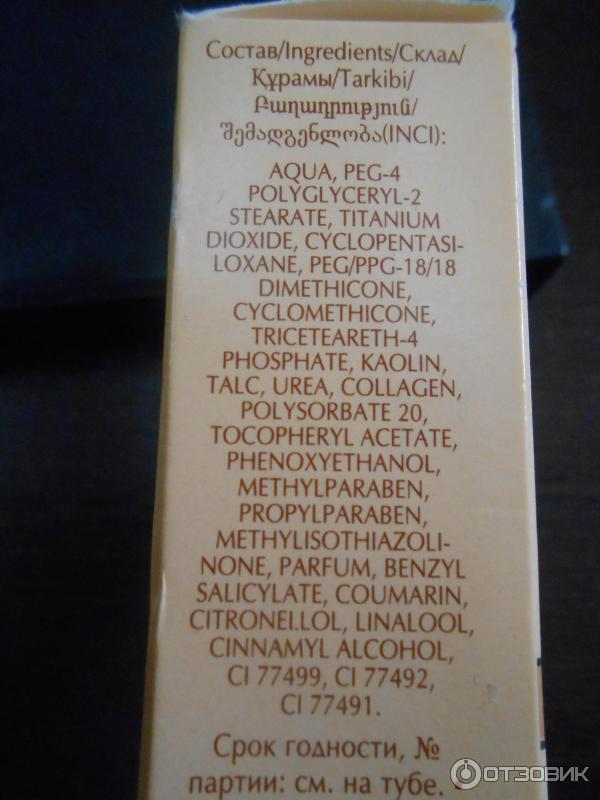 Состав/Ingredients/Склад/
Құрамы/Tarkibi/
Բաղադրություն/
შემადგენლობა(INCI):
AQUA, PEG-4
POLYGLYCERYL-2
STEARATE, TITANIUM
DIOXIDE, CYCLOPENTASI-
LOXANE, PEG/PPG-18/18
DIMETHICONE,
CYCLOMETHICONE,
TRICETEARETH-4
PHOSPHATE, KAOLIN,
TALC, UREA, COLLAGEN,
POLYSORBATE 20,
TOCOPHERYL ACETATE,
PHENOXYETHANOL,
METHYLPARABEN,
PROPYLPARABEN,
METHYLISOTHIAZOLI-
NONE, PARFUM, BENZYL
SALICYLATE, COUMARIN,
CITRONEI.LOL, LINALOOL,
CINNAMYL ALCOHOL,
CI 77499, CI 77492,
CI 77491.
Срок годности, №
партии: см. на тубе.
ОТЗОВИК